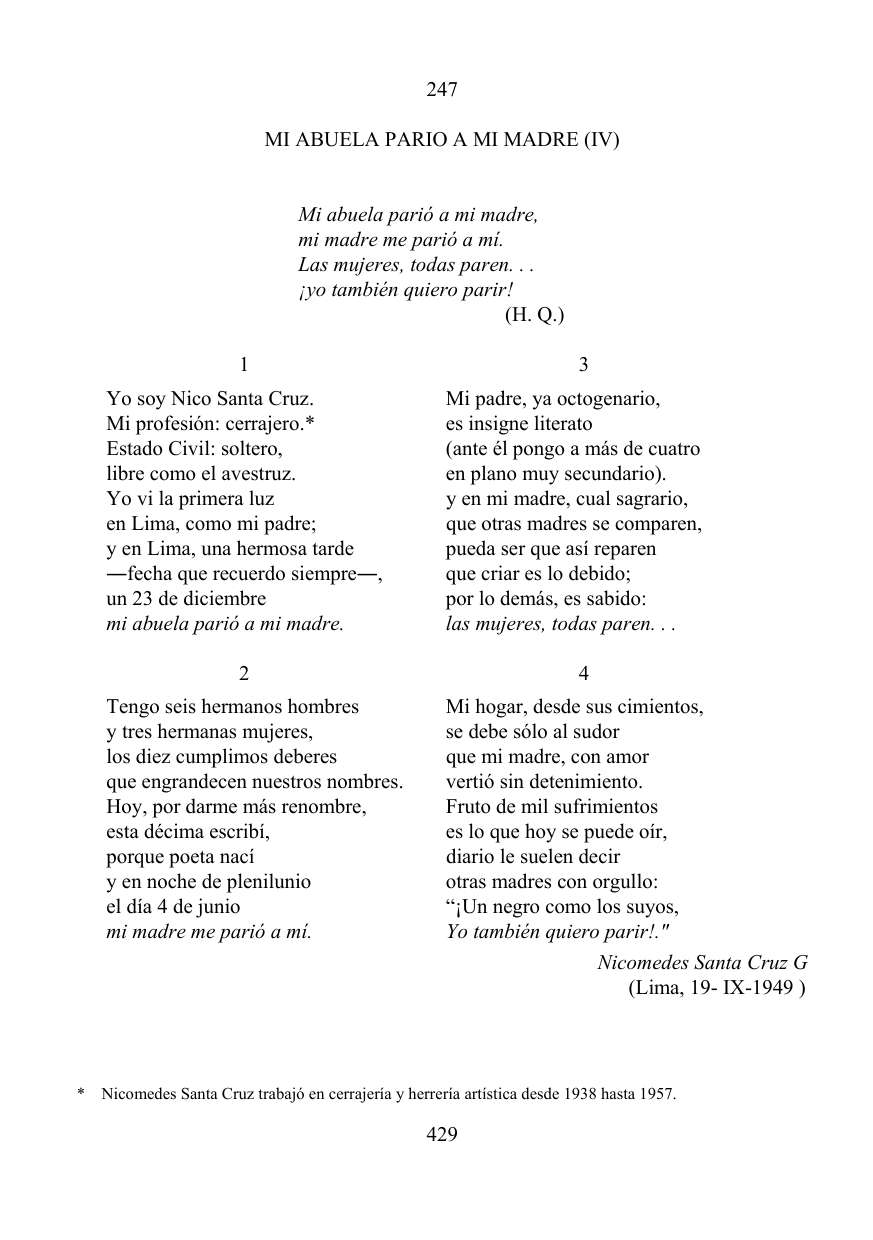 247
MI ABUELA PARIO A MI MADRE (IV)
Mi abuela parió a mi madre,
mi madre me parió a mí.
Las mujeres, todas paren. . .
¡yo también quiero parir!
(H. Q.)
1
Yo soy Nico Santa Cruz.
Mi profesión: cerrajero.*
Estado Civil: soltero,
libre como el avestruz.
Yo vi la primera luz
en Lima, como mi padre;
y en Lima, una hermosa tarde
―fecha que recuerdo siempre―,
un 23 de diciembre
mi abuela parió a mi madre.
2
Tengo seis hermanos hombres
y tres hermanas mujeres,
los diez cumplimos deberes
que engrandecen nuestros nombres.
Hoy, por darme más renombre,
esta décima escribí,
porque poeta nací
y en noche de plenilunio
el día 4 de junio
mi madre me parió a mí.
3
Mi padre, ya octogenario,
es insigne literato
(ante él pongo a más de cuatro
en plano muy secundario).
y en mi madre, cual sagrario,
que otras madres se comparen,
pueda ser que así reparen
que criar es lo debido;
por lo demás, es sabido:
las mujeres, todas paren. . .
4
Mi hogar, desde sus cimientos,
se debe sólo al sudor
que mi madre, con amor
vertió sin detenimiento.
Fruto de mil sufrimientos
es lo que hoy se puede oír,
diario le suelen decir
otras madres con orgullo:
“¡Un negro como los suyos,
Yo también quiero parir!."
Nicomedes Santa Cruz G
(Lima, 19- IX-1949 )
* Nicomedes Santa Cruz trabajó en cerrajería y herrería artística desde 1938 hasta 1957.
429